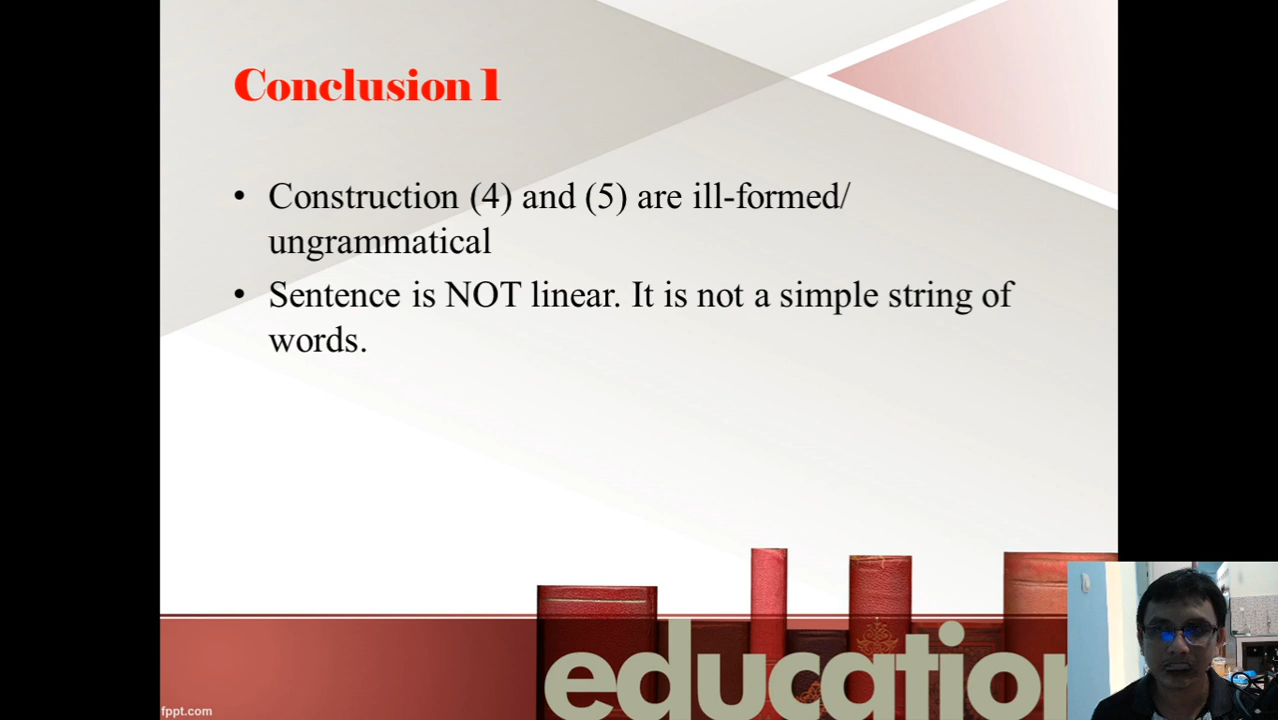 Conclusion 1
• Construction (4) and (5) are ill-formed/
ungrammatical
• Sentence is NOT linear. It is not a simple string of
words.
education
fppt.com